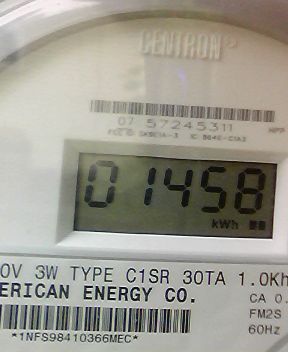 CENTRON®
07 57245311
01458
kWh
0V 3W TYPE C1SR 30TA 1.0Kh
ERICAN ENERGY CO.
CA 0.
FM2S
60Hz
*1NFS98410366MEC*